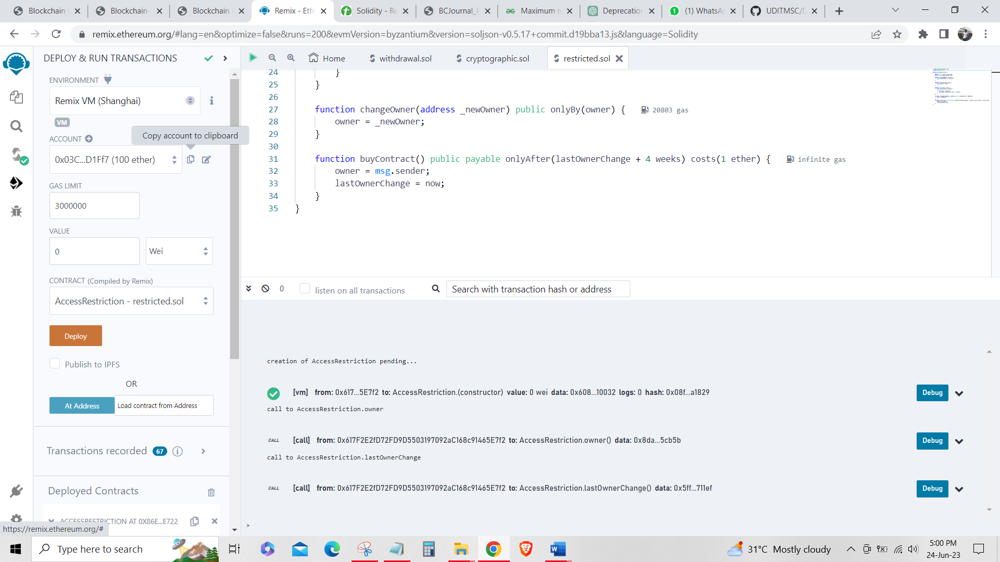 Blockchain
Blockchain-
Blockchain
Remix - Eth
Solidity - Re
BCJournal_F
Maximum n
Deprecation
(1) WhatsAp
UDITMSC/D
remix.ethereum.org/#lang=en&optimize=false&runs=200&evmVersion=byzantium&version=soljson-v0.5.17+commit.d19bba13.js&language=Solidity
DEPLOY & RUN TRANSACTIONS
ENVIRONMENT
Remix VM (Shanghai)
VM
Copy account to clipboard
ACCOUNT
0x03C...D1Ff7 (100 ether)
GAS LIMIT
3000000
VALUE
0
Wei
CONTRACT (Compiled by Remix)
AccessRestriction - restricted.sol
Deploy
Publish to IPFS
OR
At Address
Load contract from Address
Transactions recorded 67
Deployed Contracts
ACCESSRESTRICTION AT 0X86E...E722
https://remix.ethereum.org/#
Home
withdrawal.sol
cryptographic.sol
restricted.sol
24 }
25 }
26
27 function changeOwner(address _newOwner) public onlyBy(owner) { 20803 gas
28 owner = _newOwner;
29 }
30
31 function buyContract() public payable onlyAfter(lastOwnerChange + 4 weeks) costs(1 ether) { infinite gas
32 owner = msg.sender;
33 lastOwnerChange = now;
34 }
35 }
0
listen on all transactions
Search with transaction hash or address
creation of AccessRestriction pending...
[vm] from: 0x617...5E7f2 to: AccessRestriction.(constructor) value: 0 wei data: 0x608...10032 logs: 0 hash: 0x08f...a1829
Debug
call to AccessRestriction.owner
CALL [call] from: 0x617F2E2fD72FD9D5503197092aC168c91465E7f2 to: AccessRestriction.owner() data: 0x8da...5cb5b
Debug
call to AccessRestriction.lastOwnerChange
CALL [call] from: 0x617F2E2fD72FD9D5503197092aC168c91465E7f2 to: AccessRestriction.lastOwnerChange() data: 0x5ff...711ef
Debug
>
Type here to search
31°C Mostly cloudy
5:00 PM
24-Jun-23